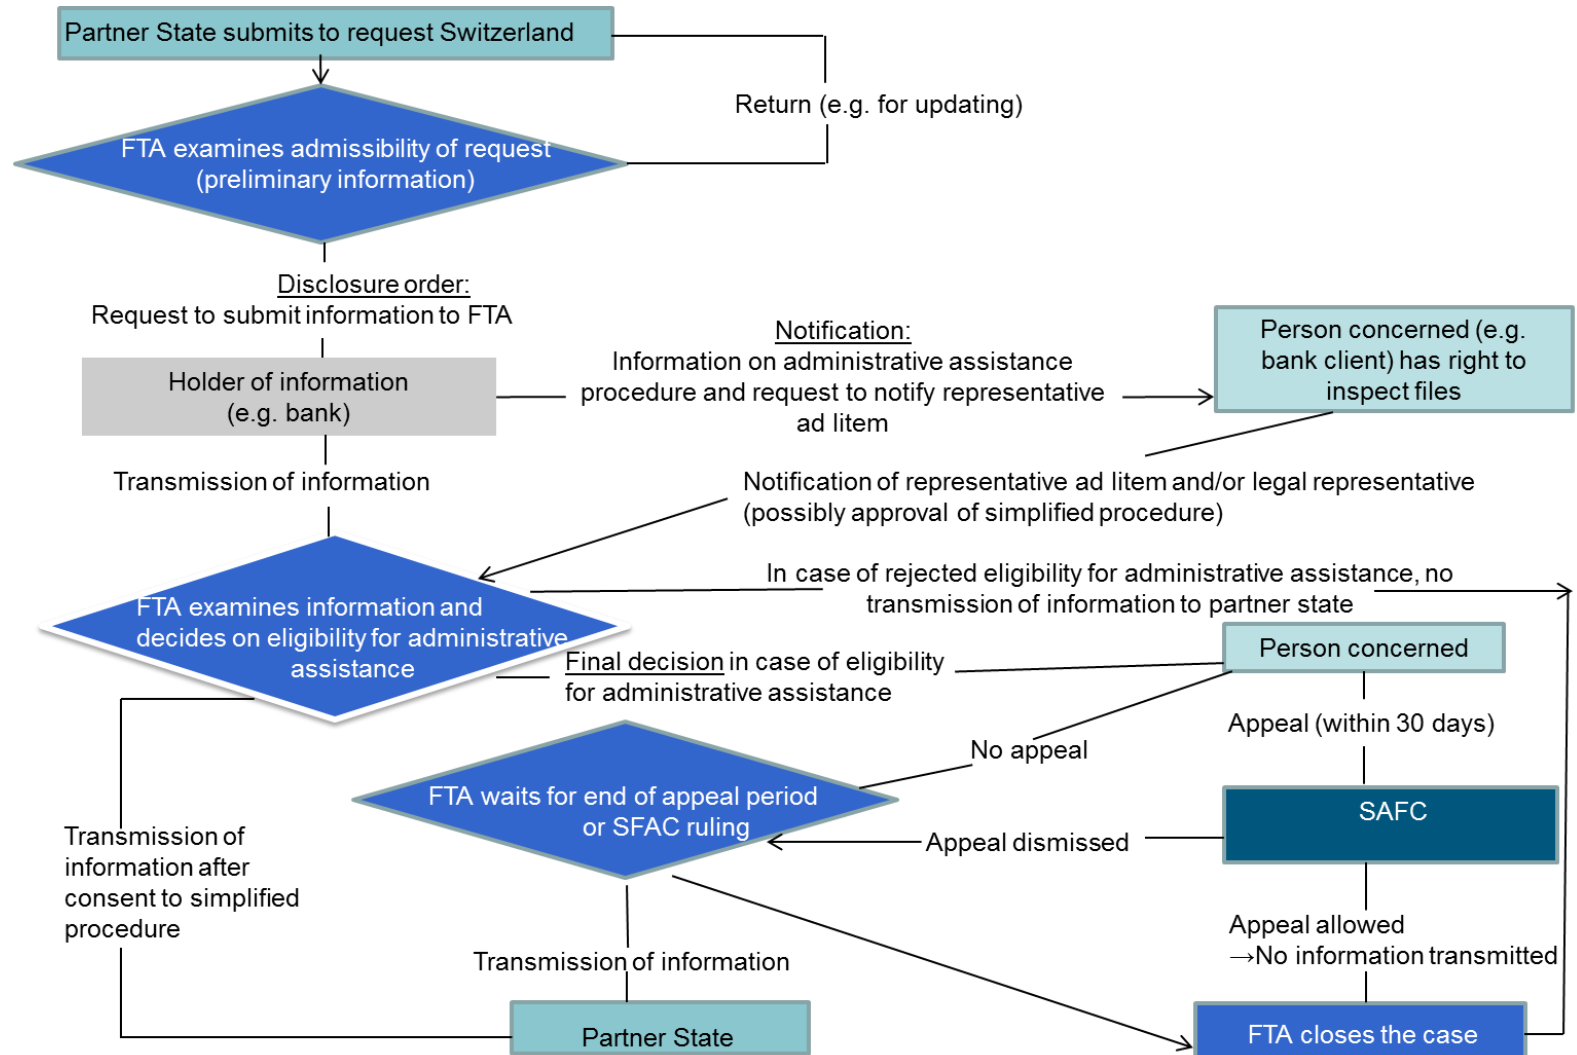 Partner State submits to request Switzerland
Return (e.g. for updating)
FTA examines admissibility of request
(preliminary information)
Disclosure order:
Request to submit information to FTA
Holder of information
(e.g. bank)
Notification:
Information on administrative assistance
procedure and request to notify representative
ad litem
Person concerned (e.g.
bank client) has right to
inspect files
Transmission of information
Notification of representative ad litem and/or legal representative
(possibly approval of simplified procedure)
In case of rejected eligibility for administrative assistance, no
transmission of information to partner state
FTA examines information and
decides on eligibility for administrative
assistance
Final decision in case of eligibility
for administrative assistance
Person concerned
Appeal (within 30 days)
No appeal
FTA waits for end of appeal period
or SFAC ruling
SAFC
Appeal dismissed
Transmission of
information after
consent to simplified
procedure
Appeal allowed
→No information transmitted
Transmission of information
Partner State
FTA closes the case